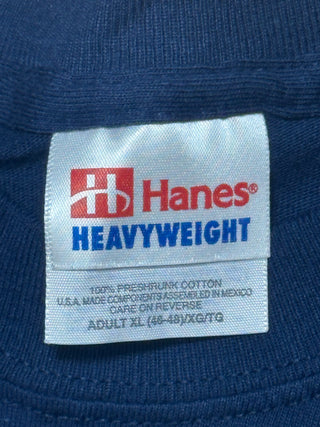 H Hanes®
HEAVYWEIGHT
100% PRESHRUNK COTTON
U.S.A. MADE COMPONENTS ASSEMBLED IN MEXICO
CARE ON REVERSE
ADULT XL (46-48)/XG/TG